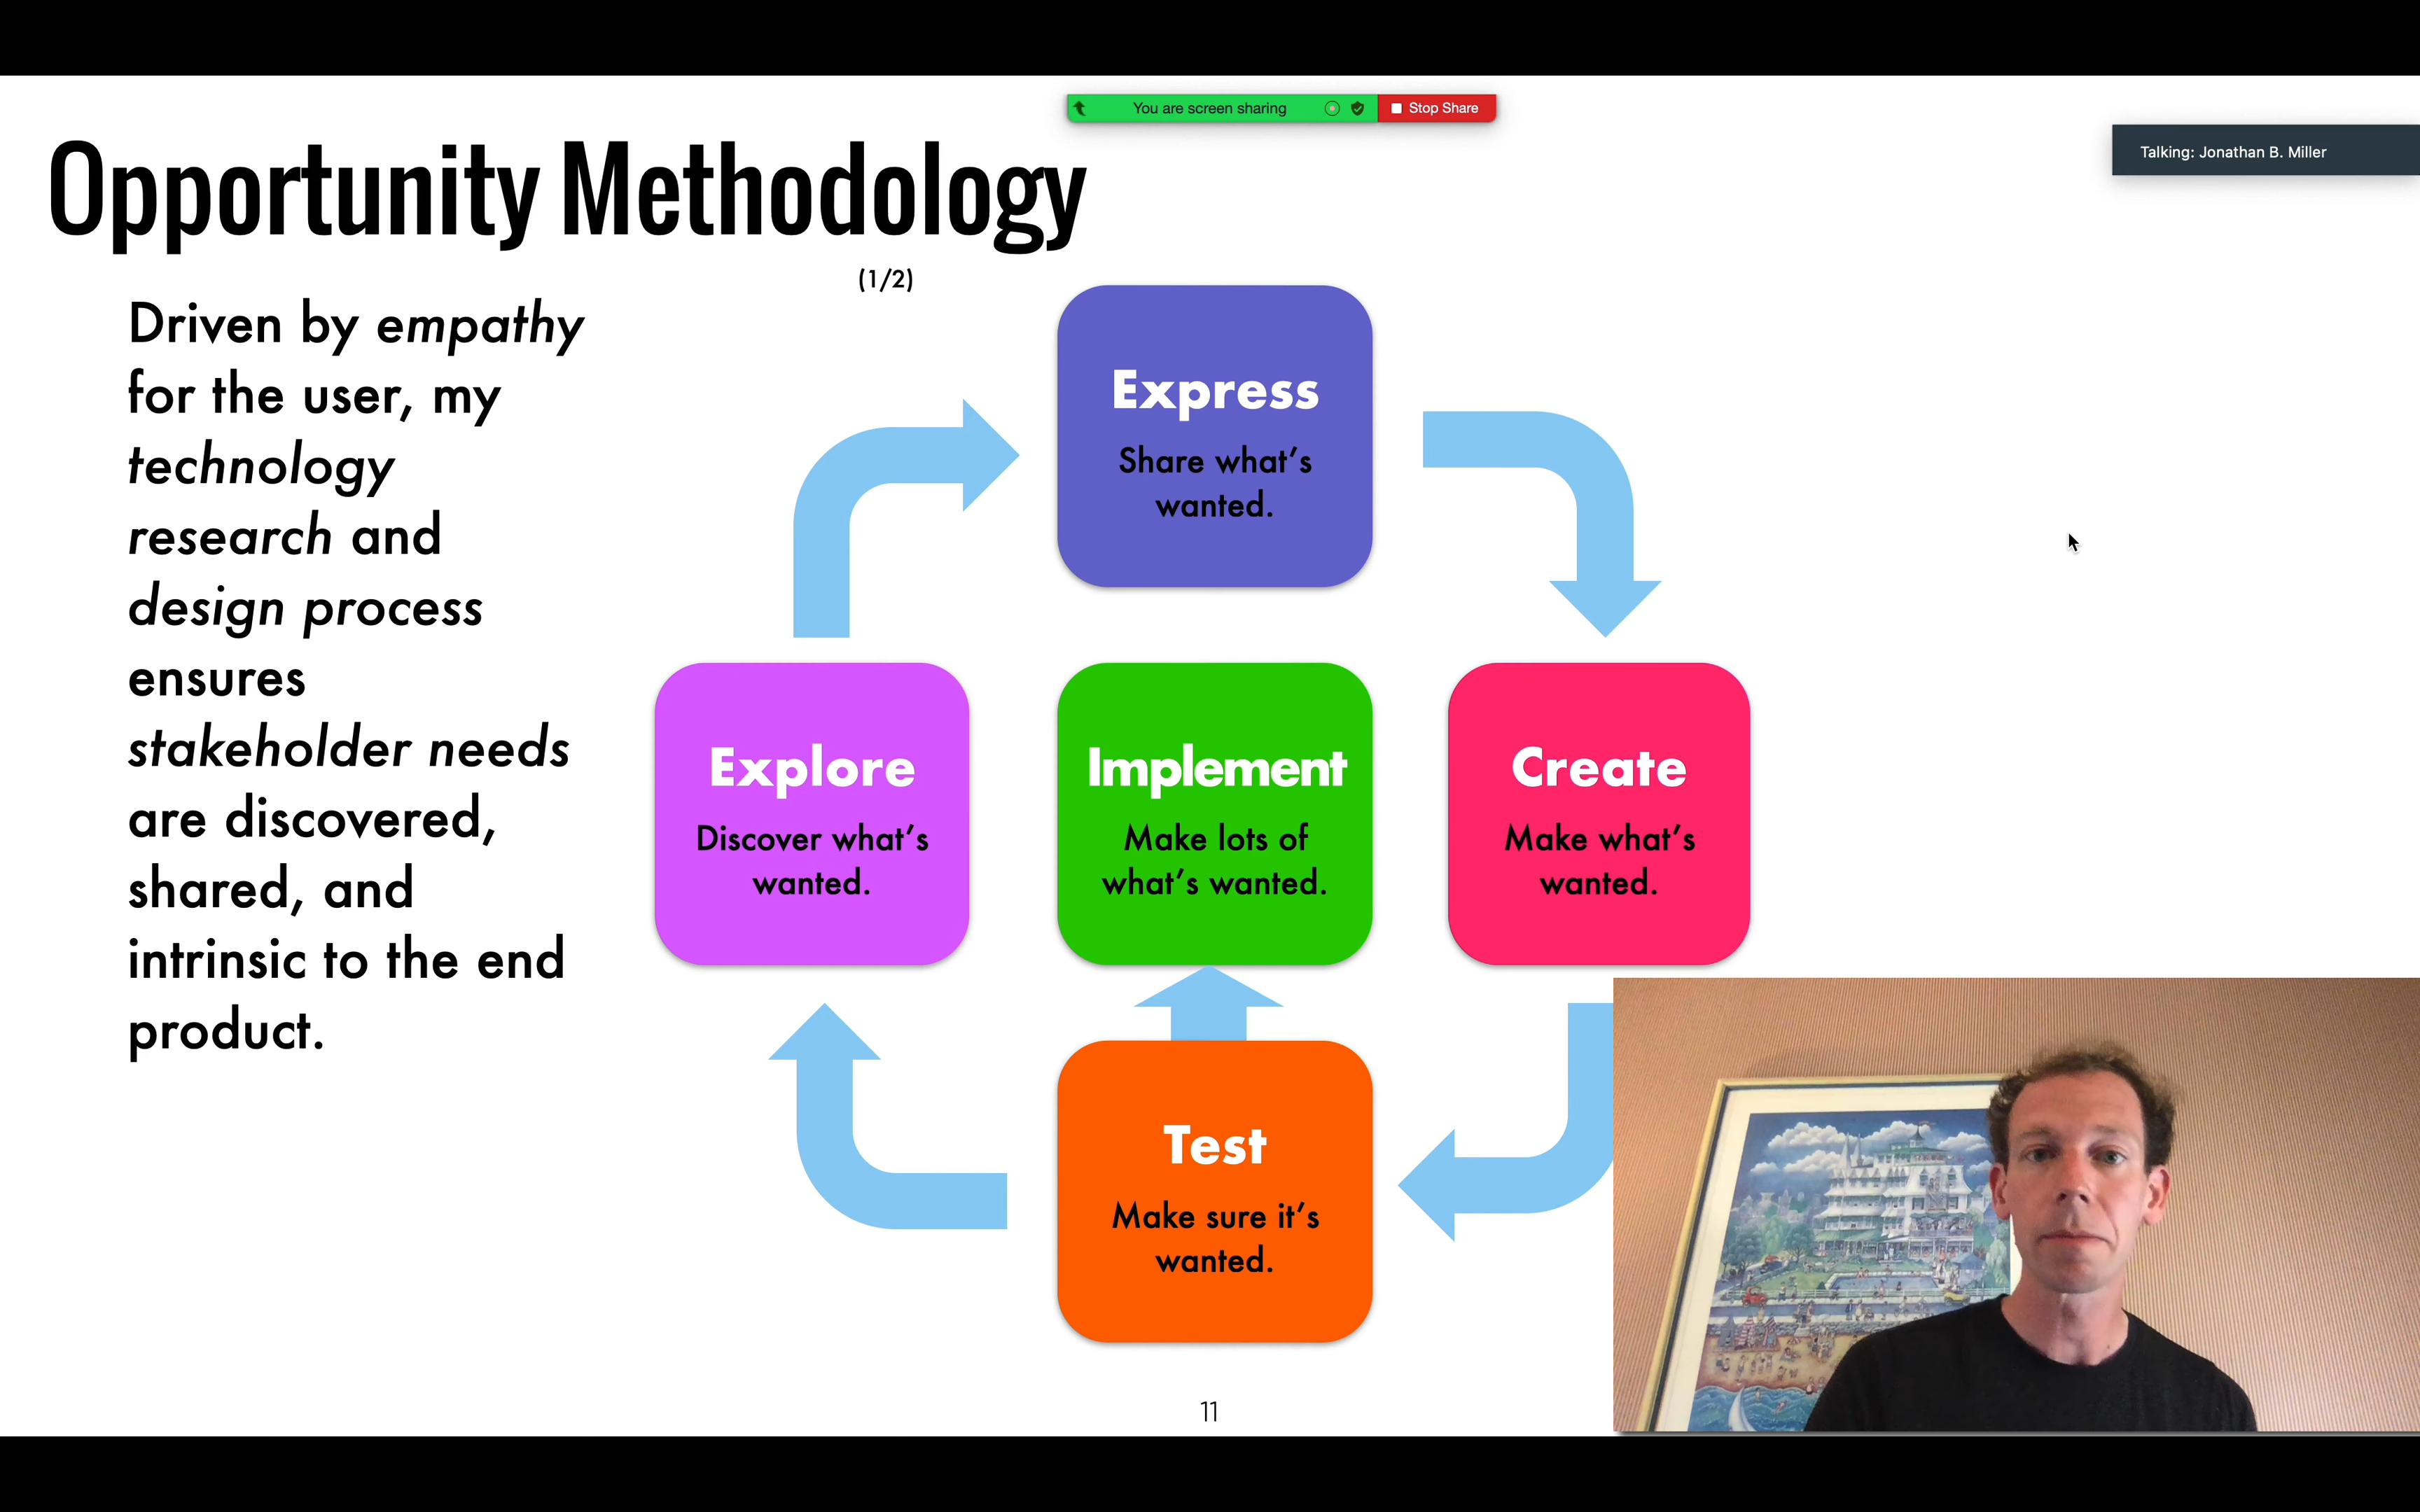 You are screen sharing
Stop Share
Talking: Jonathan B. Miller
Opportunity Methodology
(1/2)
Driven by empathy
for the user, my
technology
research and
design process
ensures
stakeholder needs
are discovered,
shared, and
intrinsic to the end
product.
Express
Share what's
wanted.
Explore
Discover what's
wanted.
Implement
Make lots of
what's wanted.
Create
Make what's
wanted.
Test
Make sure it's
wanted.
11